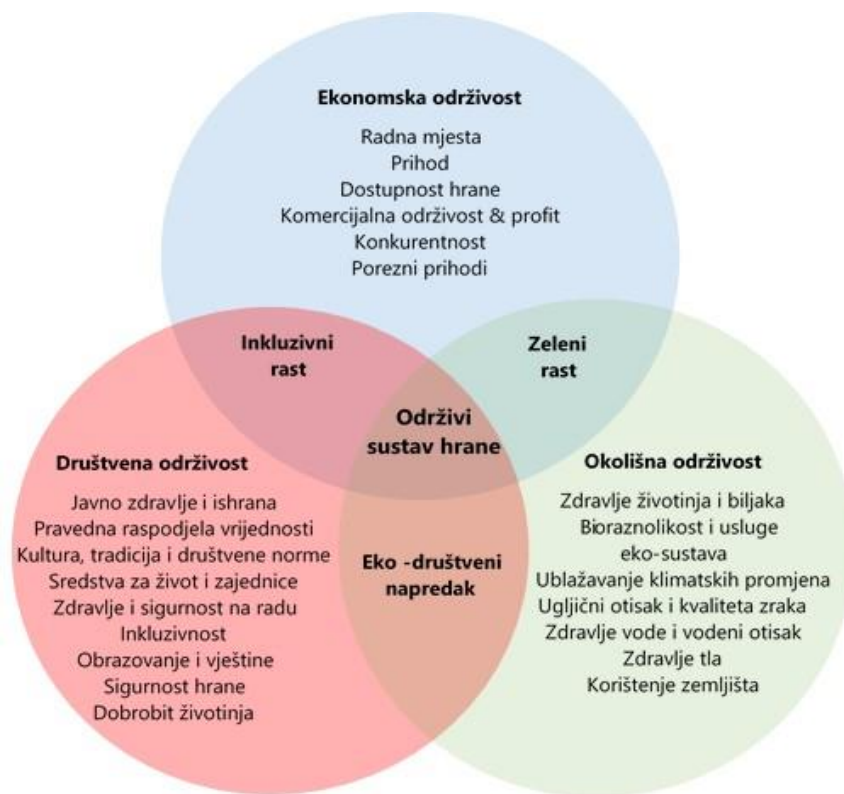 Ekonomska održivost
Radna mjesta
Prihod
Dostupnost hrane
Komercijalna održivost & profit
Konkurentnost
Porezni prihodi
Inkluzivni
rast
Zeleni
rast
Održivi
sustav hrane
Društvena održivost
Javno zdravlje i ishrana
Pravedna raspodjela vrijednosti
Kultura, tradicija i društvene norme
Sredstva za život i zajednice
Zdravlje i sigurnost na radu
Inkluzivnost
Obrazovanje i vještine
Sigurnost hrane
Dobrobit životinja
Eko -društveni
napredak
Okolišna održivost
Zdravlje životinja i biljaka
Bioraznolikost i usluge
eko-sustava
Ublažavanje klimatskih promjena
Ugljični otisak i kvaliteta zraka
Zdravlje vode i vodeni otisak
Zdravlje tla
Korištenje zemljišta